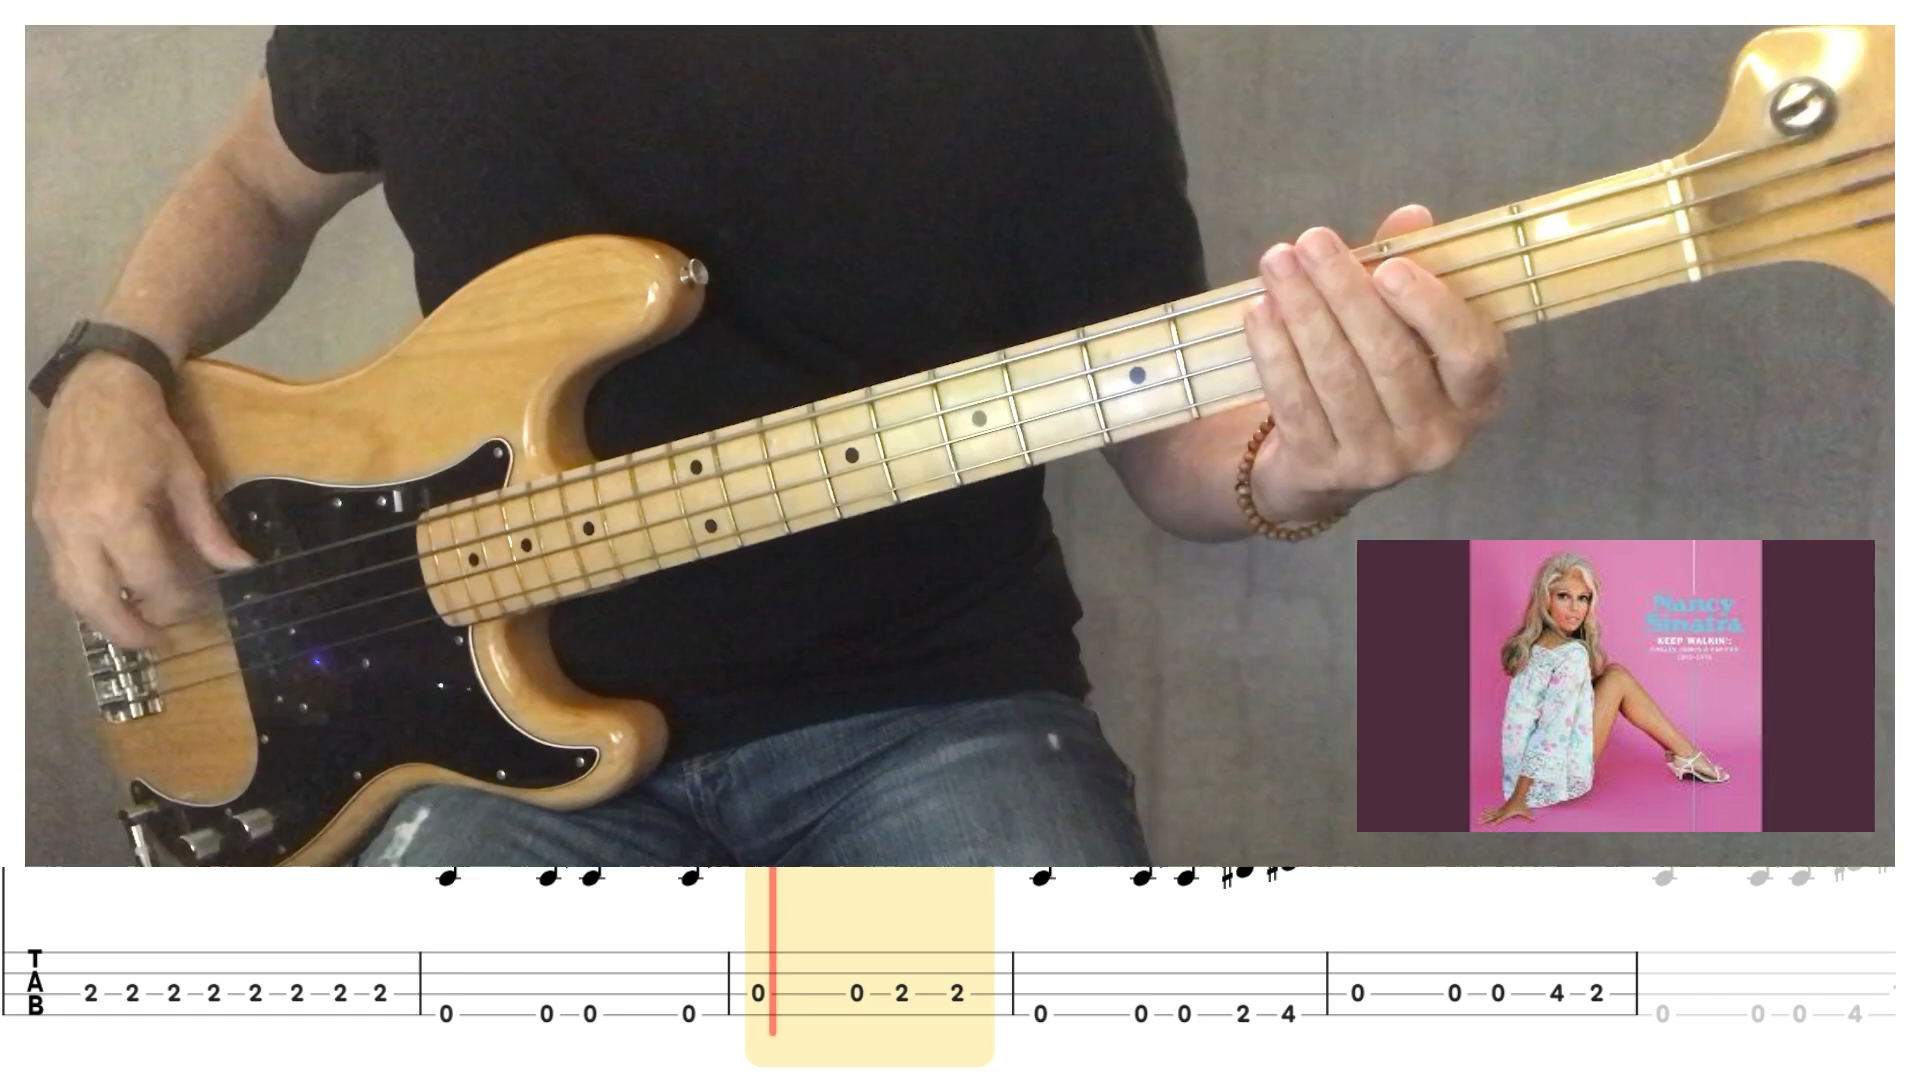 Nancy
Sinatra
KEEP WALKIN':
T
A
B
2 2 2 2 2 2 2 2
0 0 0 0
0 0 2 2
0 0 0 2 4
0 0 0 4 2
0 0 0 4